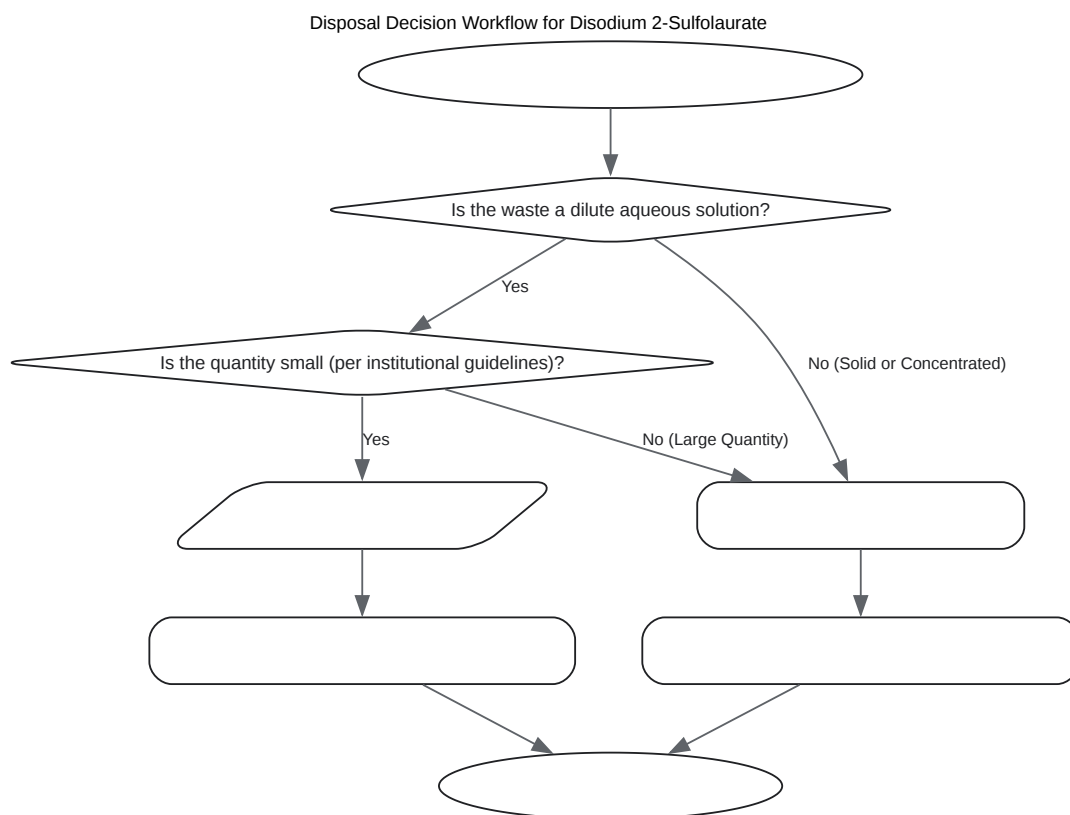 Disposal Decision Workflow for Disodium 2-Sulfolaurate
Is the waste a dilute aqueous solution?
Yes
Is the quantity small (per institutional guidelines)?
No (Solid or Concentrated)
Yes
No (Large Quantity)